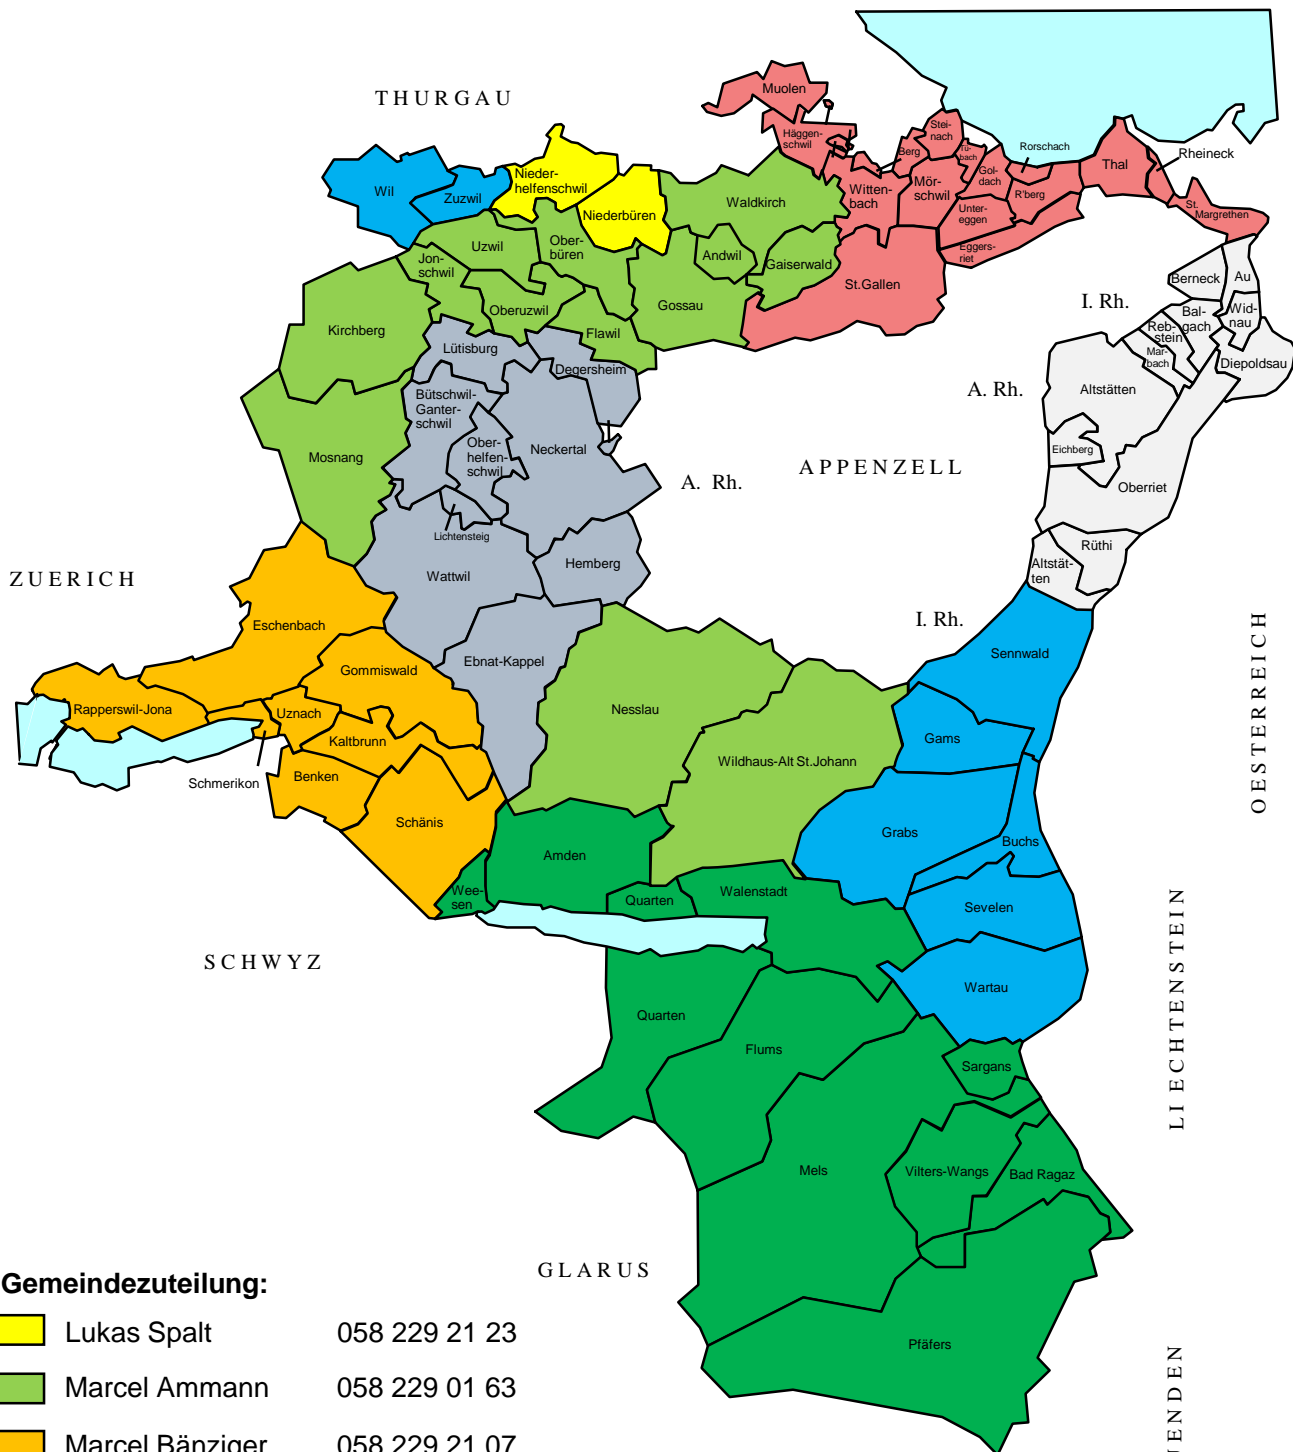 THURGAU
Muolen
Häggen-
schwil
Berg
Stei-
nach
Tü-
bach
Rorschach
Gol-
dach
R'berg
Thal
Rheineck
St.
Margrethen
Wil
Zuzwil
Nieder-
helfenschwil
Niederbüren
Waldkirch
Witten-
bach
Mör-
schwil
Unter-
eggen
Eggers-
riet
Uzwil
Ober-
büren
Andwil
Gaiserwald
St.Gallen
Jon-
schwil
Oberuzwil
Gossau
Flawil
Kirchberg
Lütisburg
Degersheim
I. Rh.
Berneck
Au
Wid-
nau
Bal-
gach
Reb-
stein
Mar-
bach
Diepoldsau
A. Rh.
Altstätten
Bütschwil-
Ganter-
schwil
Ober-
helfen-
schwil
Neckertal
Mosnang
Eichberg
APPENZELL
A. Rh.
Oberriet
Lichtensteig
Rüthi
Altstät-
ten
ZUERICH
Wattwil
Hemberg
I. Rh.
Eschenbach
Sennwald
OESTERREICH
Gommiswald
Ebnat-Kappel
Rapperswil-Jona
Uznach
Nesslau
Kaltbrunn
Gams
Schmerikon
Benken
Wildhaus-Alt St.Johann
Schänis
Grabs
Buchs
Amden
Wee-
sen
Quarten
Walenstadt
Sevelen
SCHWYZ
Wartau
LIECHTENSTEIN
Quarten
Flums
Sargans
Mels
Vilters-Wangs
Bad Ragaz
GLARUS
Pfäfers
Gemeindezuteilung:
Lukas Spalt 058 229 21 23
Marcel Ammann 058 229 01 63
Marcel Bänziger 058 229 21 07